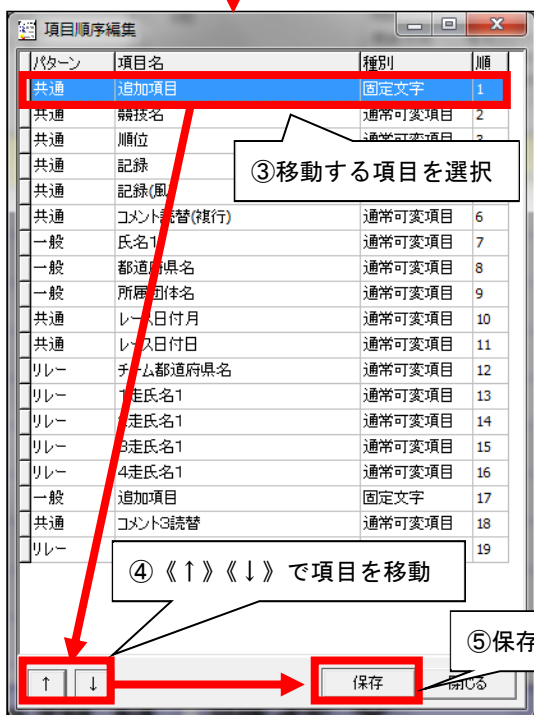 項目順序編集
パターン 項目名 種別 順
共通 追加項目 固定文字 1
共通 競技名 通常可変項目 2
共通 順位 通常可変項目 3
③移動する項目を選択
共通 記録
共通 記録(風
共通 コメント読替(複行) 通常可変項目 6
一般 氏名1 通常可変項目 7
一般 都道府県名 通常可変項目 8
一般 所属団体名 通常可変項目 9
共通 レース日付月 通常可変項目 10
共通 レース日付日 通常可変項目 11
リレー チーム都道府県名 通常可変項目 12
リレー 1走氏名1 通常可変項目 13
リレー 2走氏名1 通常可変項目 14
リレー 3走氏名1 通常可変項目 15
リレー 4走氏名1 通常可変項目 16
一般 追加項目 固定文字 17
共通 コメント3読替 通常可変項目 18
リレー 19
④《↑》《↓》で項目を移動
⑤保存
↑ ↓ 保存 閉じる